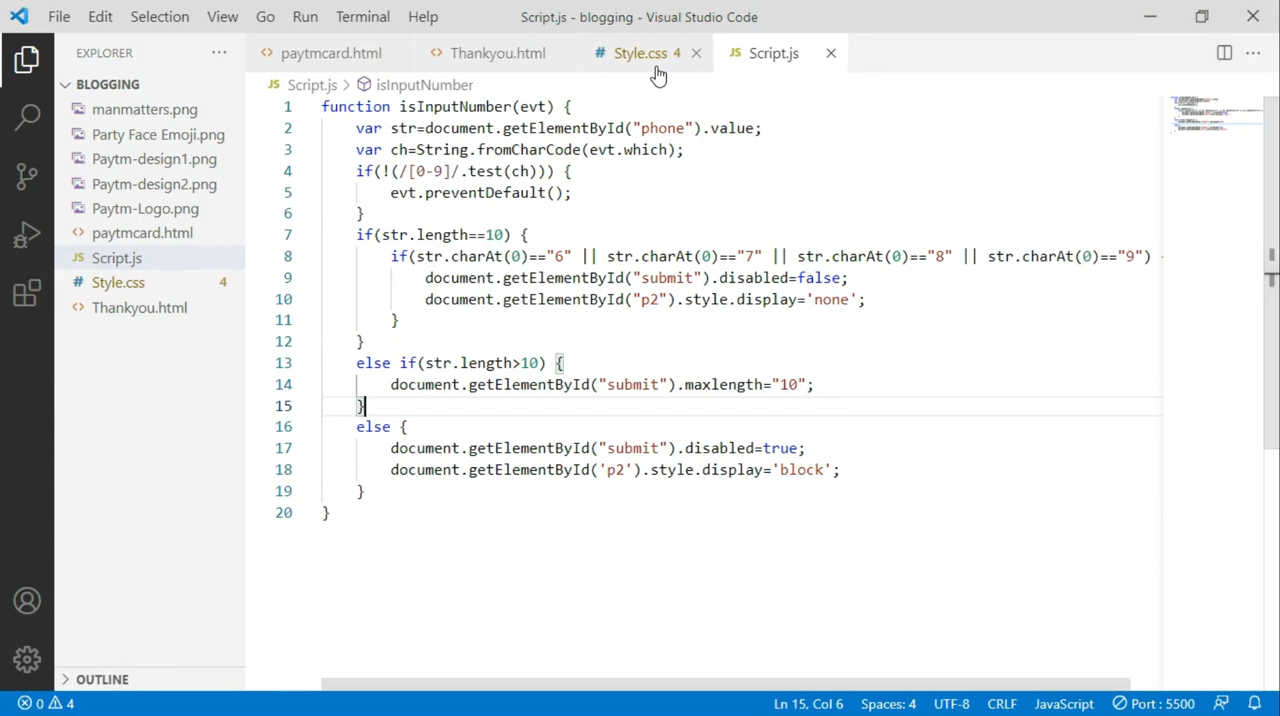 File Edit Selection View Go Run Terminal Help Script.js - blogging - Visual Studio Code
EXPLORER
BLOGGING
manmatters.png
Party Face Emoji.png
Paytm-design1.png
Paytm-design2.png
Paytm-Logo.png
<> paytmcard.html
JS Script.js
# Style.css 4
<> Thankyou.html
OUTLINE
<> paytmcard.html <> Thankyou.html # Style.css 4 JS Script.js
JS Script.js > isInputNumber
1 function isInputNumber(evt) {
2 var str=document.getElementById("phone").value;
3 var ch=String.fromCharCode(evt.which);
4 if(!(/[0-9]/.test(ch))) {
5 evt.preventDefault();
6 }
7 if(str.length==10) {
8 if(str.charAt(0)=="6" || str.charAt(0)=="7" || str.charAt(0)=="8" || str.charAt(0)=="9")
9 document.getElementById("submit").disabled=false;
10 document.getElementById("p2").style.display='none';
11 }
12 }
13 else if(str.length>10) {
14 document.getElementById("submit").maxlength="10";
15 }
16 else {
17 document.getElementById("submit").disabled=true;
18 document.getElementById('p2').style.display='block';
19 }
20 }
0 4 Ln 15, Col 6 Spaces: 4 UTF-8 CRLF JavaScript Port : 5500